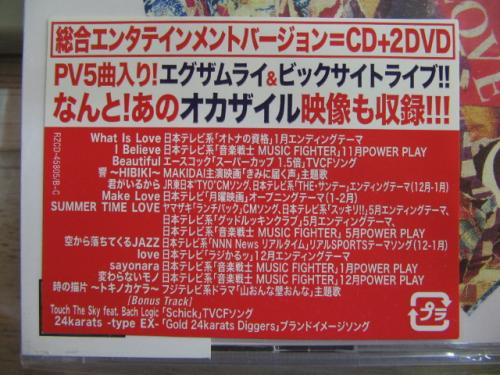 総合エンタテインメントバージョン=CD+2DVD
PV5曲入り!エグザムライ&ビックサイトライブ!!
なんと!あのオカザイル映像も収録!!!
What Is Love 日本テレビ系「オトナの資格」1月エンディングテーマ
I Believe 日本テレビ系「音楽戦士 MUSIC FIGHTER」11月POWER PLAY
Beautiful エースコック「スーパーカップ 1.5倍」TVCFソング
響 〜HIBIKI〜 MAKIDAI主演映画「きみに届く声」主題歌
君がいるから JR東日本"TYO"CMソング、日本テレビ系「THE・サンデー」エンディングテーマ(12月-1月)
Make Love 日本テレビ「月曜映画」オープニングテーマ(1-2月)
SUMMER TIME LOVE ヤマザキ「ランチパック」CMソング、日本テレビ系「スッキリ!!」5月エンディングテーマ、
日本テレビ系「グッドルッキングクラブ」5月エンディングテーマ、
日本テレビ系「音楽戦士 MUSIC FIGHTER」5月POWER PLAY
空から落ちてくるJAZZ 日本テレビ系「NNN News リアルタイム」リアルSPORTSテーマソング(12-1月)
love 日本テレビ「ラジかるッ」12月エンディングテーマ
sayonara 日本テレビ系「音楽戦士 MUSIC FIGHTER」1月POWER PLAY
変わらないモノ 日本テレビ系「音楽戦士 MUSIC FIGHTER」12月POWER PLAY
時の描片 〜トキノカケラ〜 フジテレビ系ドラマ「山おんな壁おんな」主題歌
[Bonus Track]
Touch The Sky feat. Bach Logic 「Schick」TVCFソング
24karats -type EX- 「Gold 24karats Diggers」ブランドイメージソング
RZCD-45805/B~C
プラ
LOVE